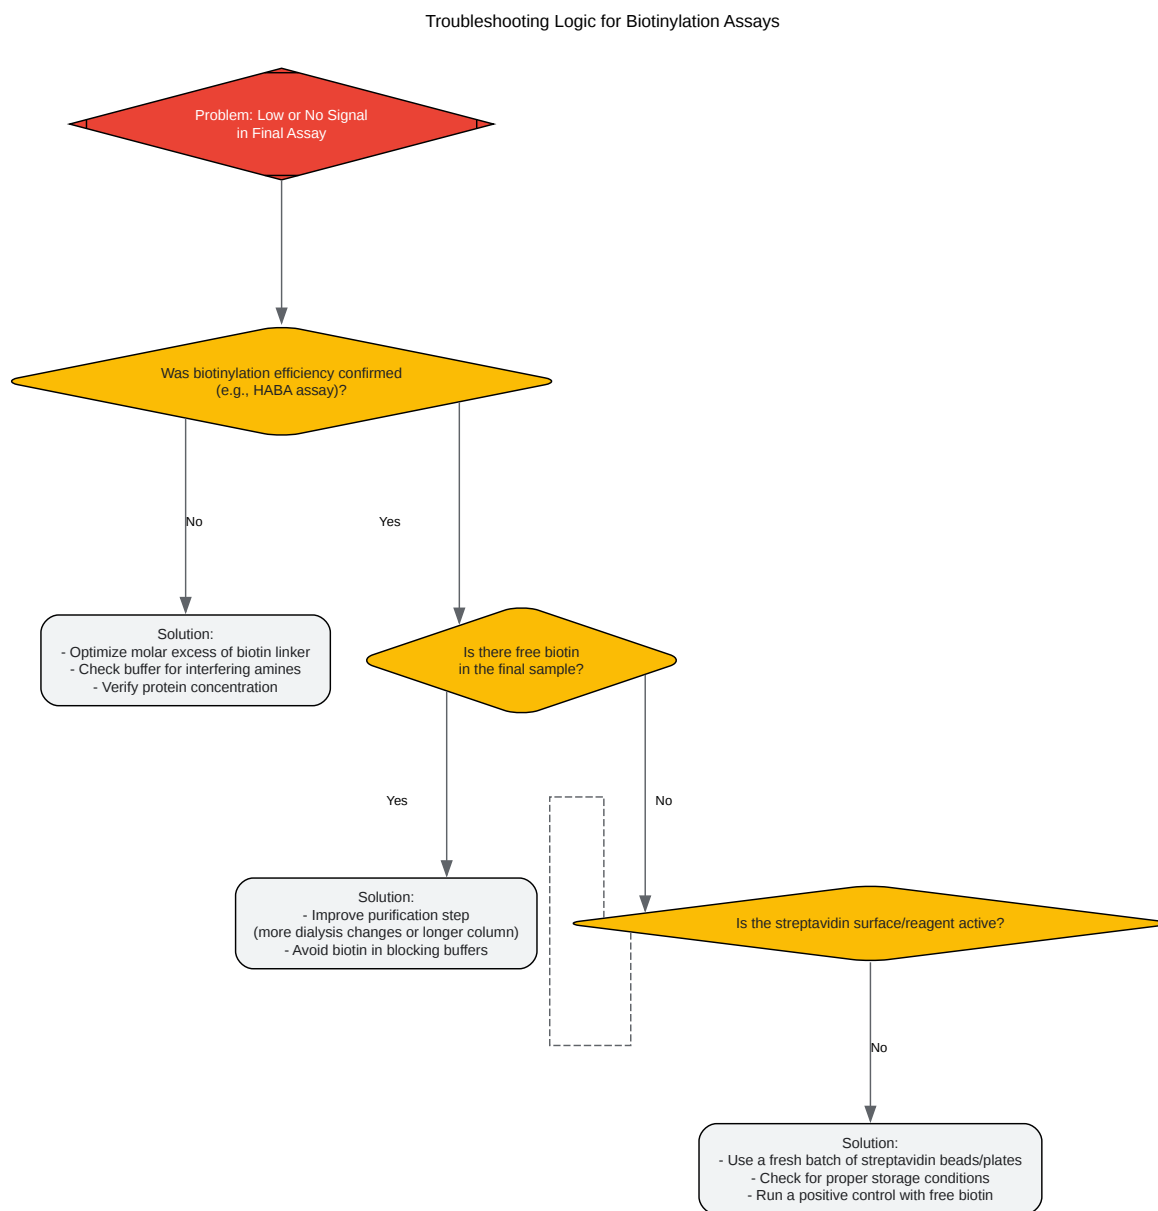 Troubleshooting Logic for Biotinylation Assays
Problem: Low or No Signal
in Final Assay
Was biotinylation efficiency confirmed
(e.g., HABA assay)?
No
Yes
Solution:
- Optimize molar excess of biotin linker
- Check buffer for interfering amines
- Verify protein concentration
Is there free biotin
in the final sample?
Yes
No
Solution:
- Improve purification step
(more dialysis changes or longer column)
- Avoid biotin in blocking buffers
Is the streptavidin surface/reagent active?
No
Solution:
- Use a fresh batch of streptavidin beads/plates
- Check for proper storage conditions
- Run a positive control with free biotin